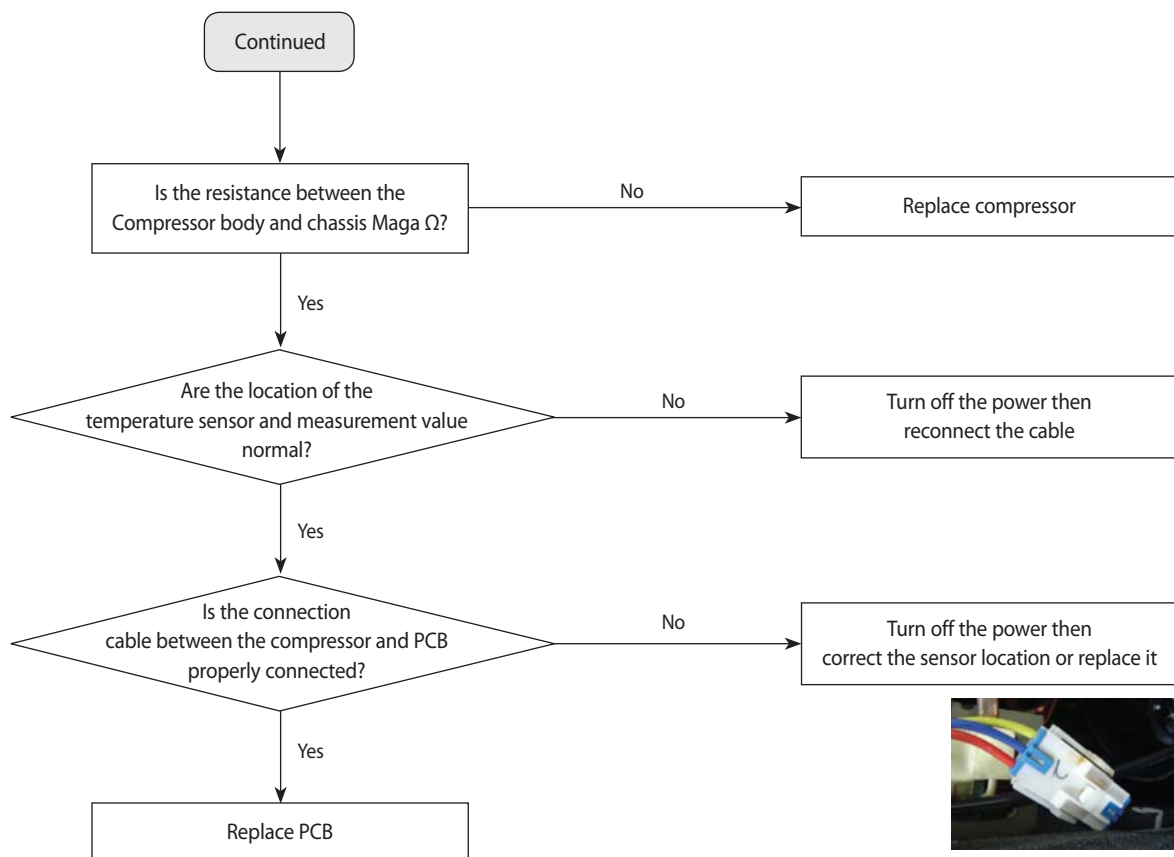 Continued
Is the resistance between the
Compressor body and chassis Maga Ω?
No
Replace compressor
Yes
Are the location of the
temperature sensor and measurement value
normal?
No
Turn off the power then
reconnect the cable
Yes
Is the connection
cable between the compressor and PCB
properly connected?
No
Turn off the power then
correct the sensor location or replace it
Yes
Replace PCB